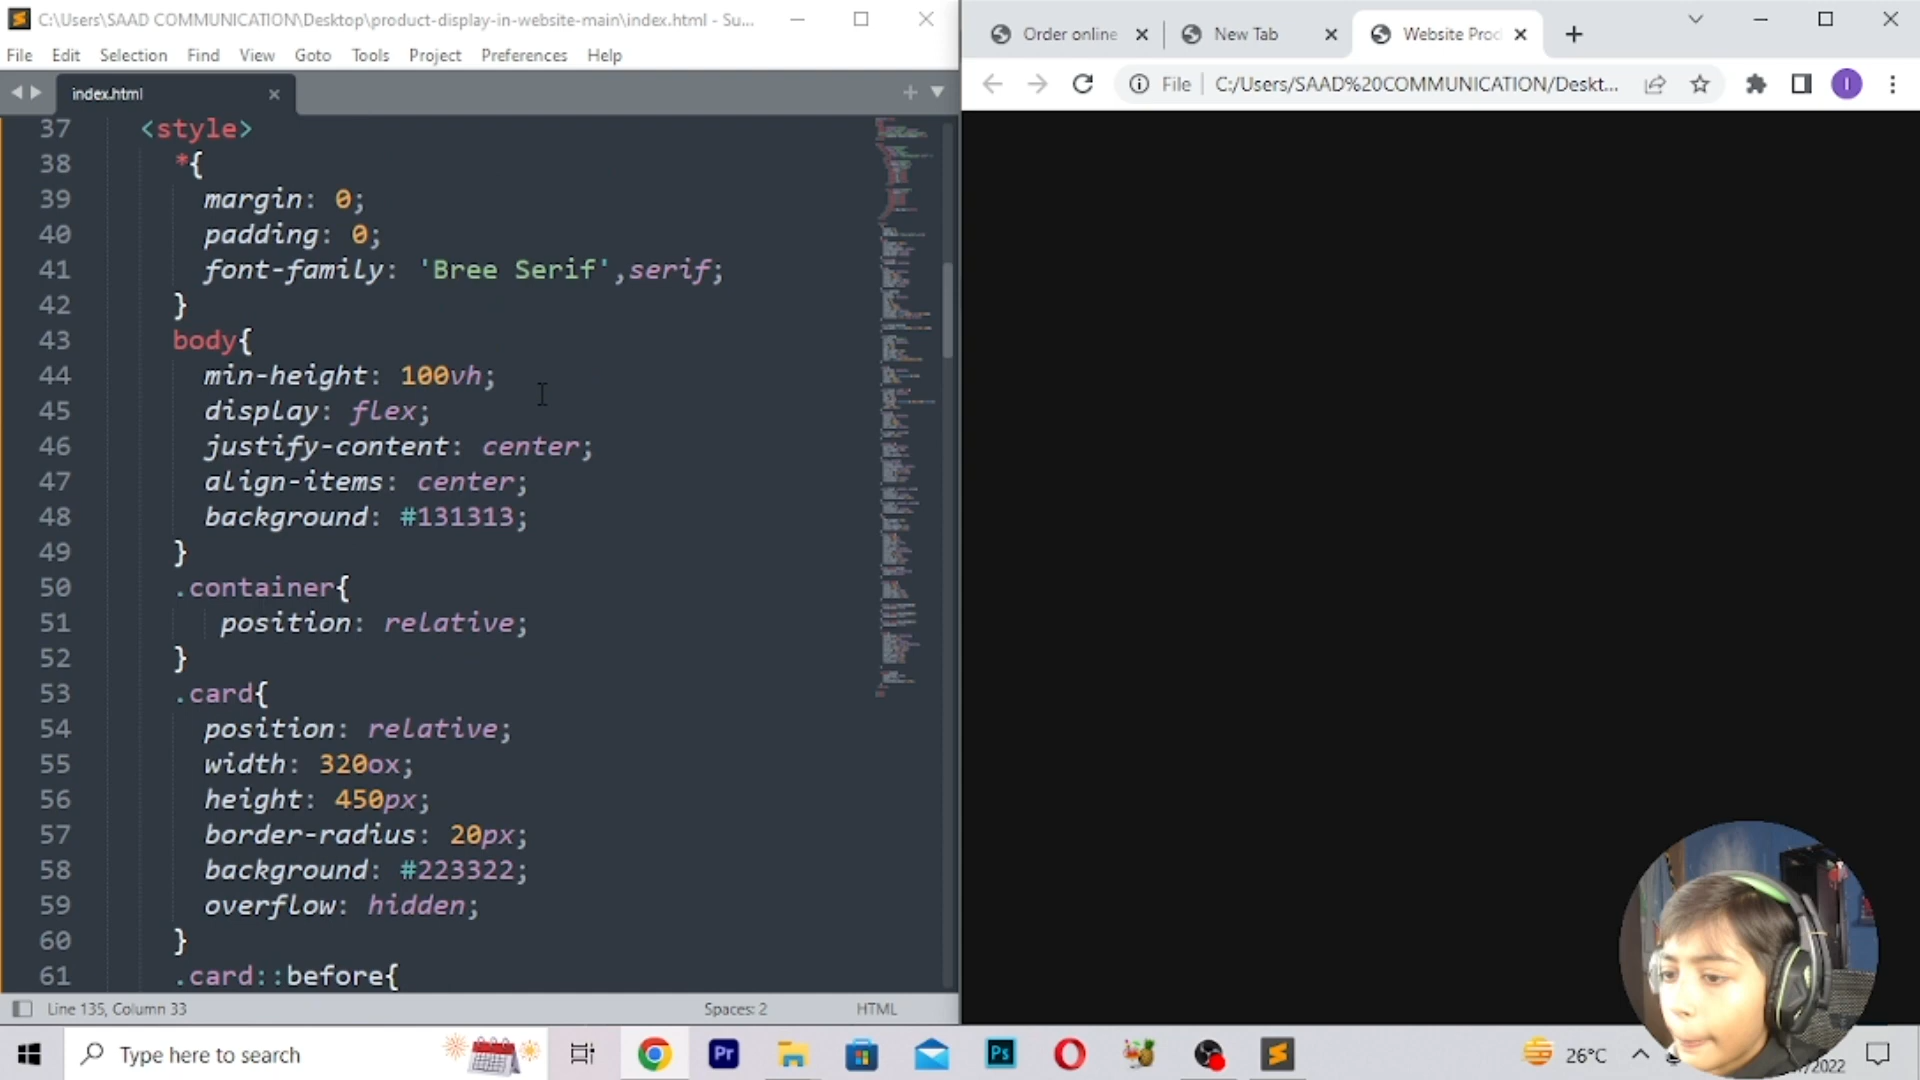 C:\Users\SAAD COMMUNICATION\Desktop\product-display-in-website-main\index.html - Su...
File Edit Selection Find View Goto Tools Project Preferences Help
index.html
37 <style>
38 *{
39 margin: 0;
40 padding: 0;
41 font-family: 'Bree Serif',serif;
42 }
43 body{
44 min-height: 100vh;
45 display: flex;
46 justify-content: center;
47 align-items: center;
48 background: #131313;
49 }
50 .container{
51 position: relative;
52 }
53 .card{
54 position: relative;
55 width: 320ox;
56 height: 450px;
57 border-radius: 20px;
58 background: #223322;
59 overflow: hidden;
60 }
61 .card::before{
Line 135, Column 33 Spaces: 2 HTML
Order online New Tab Website Prod
File C:/Users/SAAD%20COMMUNICATION/Deskt... I
Type here to search Pr Ps 26°C
/2022